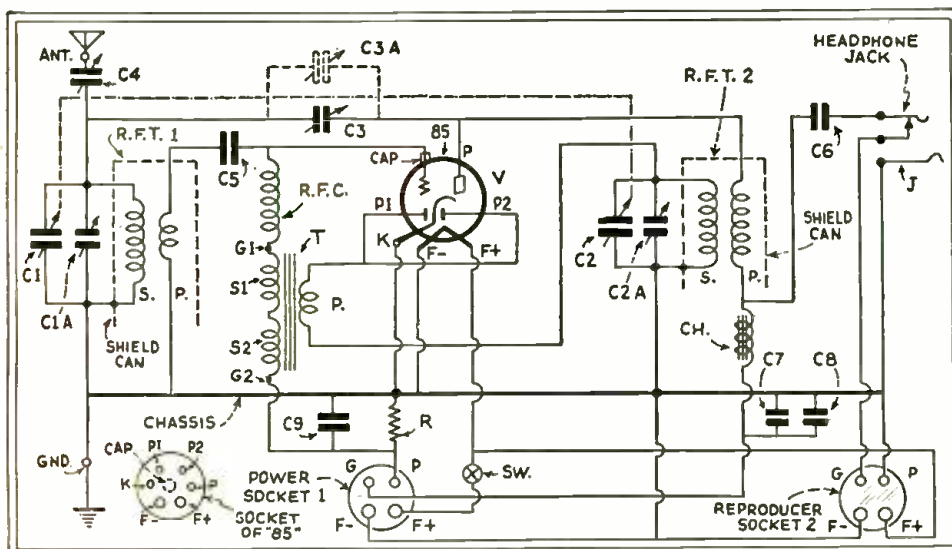 ANT.
C4
C3 A
C3
R.F.T. 2
HEADPHONE
JACK
R.F.T. 1
C5
85
P
CAP
V
C6
R.F.C.
P1
P2
J
K
F-
F+
G1
T
C1
C1A
S.
P.
S1
P.
C2
C2A
S.
P.
SHIELD
CAN
SHIELD
CAN
S2
G2
CH.
C7
C8
CHASSIS
C9
R
GND.
CAP
P1
P2
K
P
F-
F+
SOCKET
OF "85"
POWER
SOCKET 1
G
P
F-
F+
SW.
REPRODUCER
SOCKET 2
G
P
F-
F+